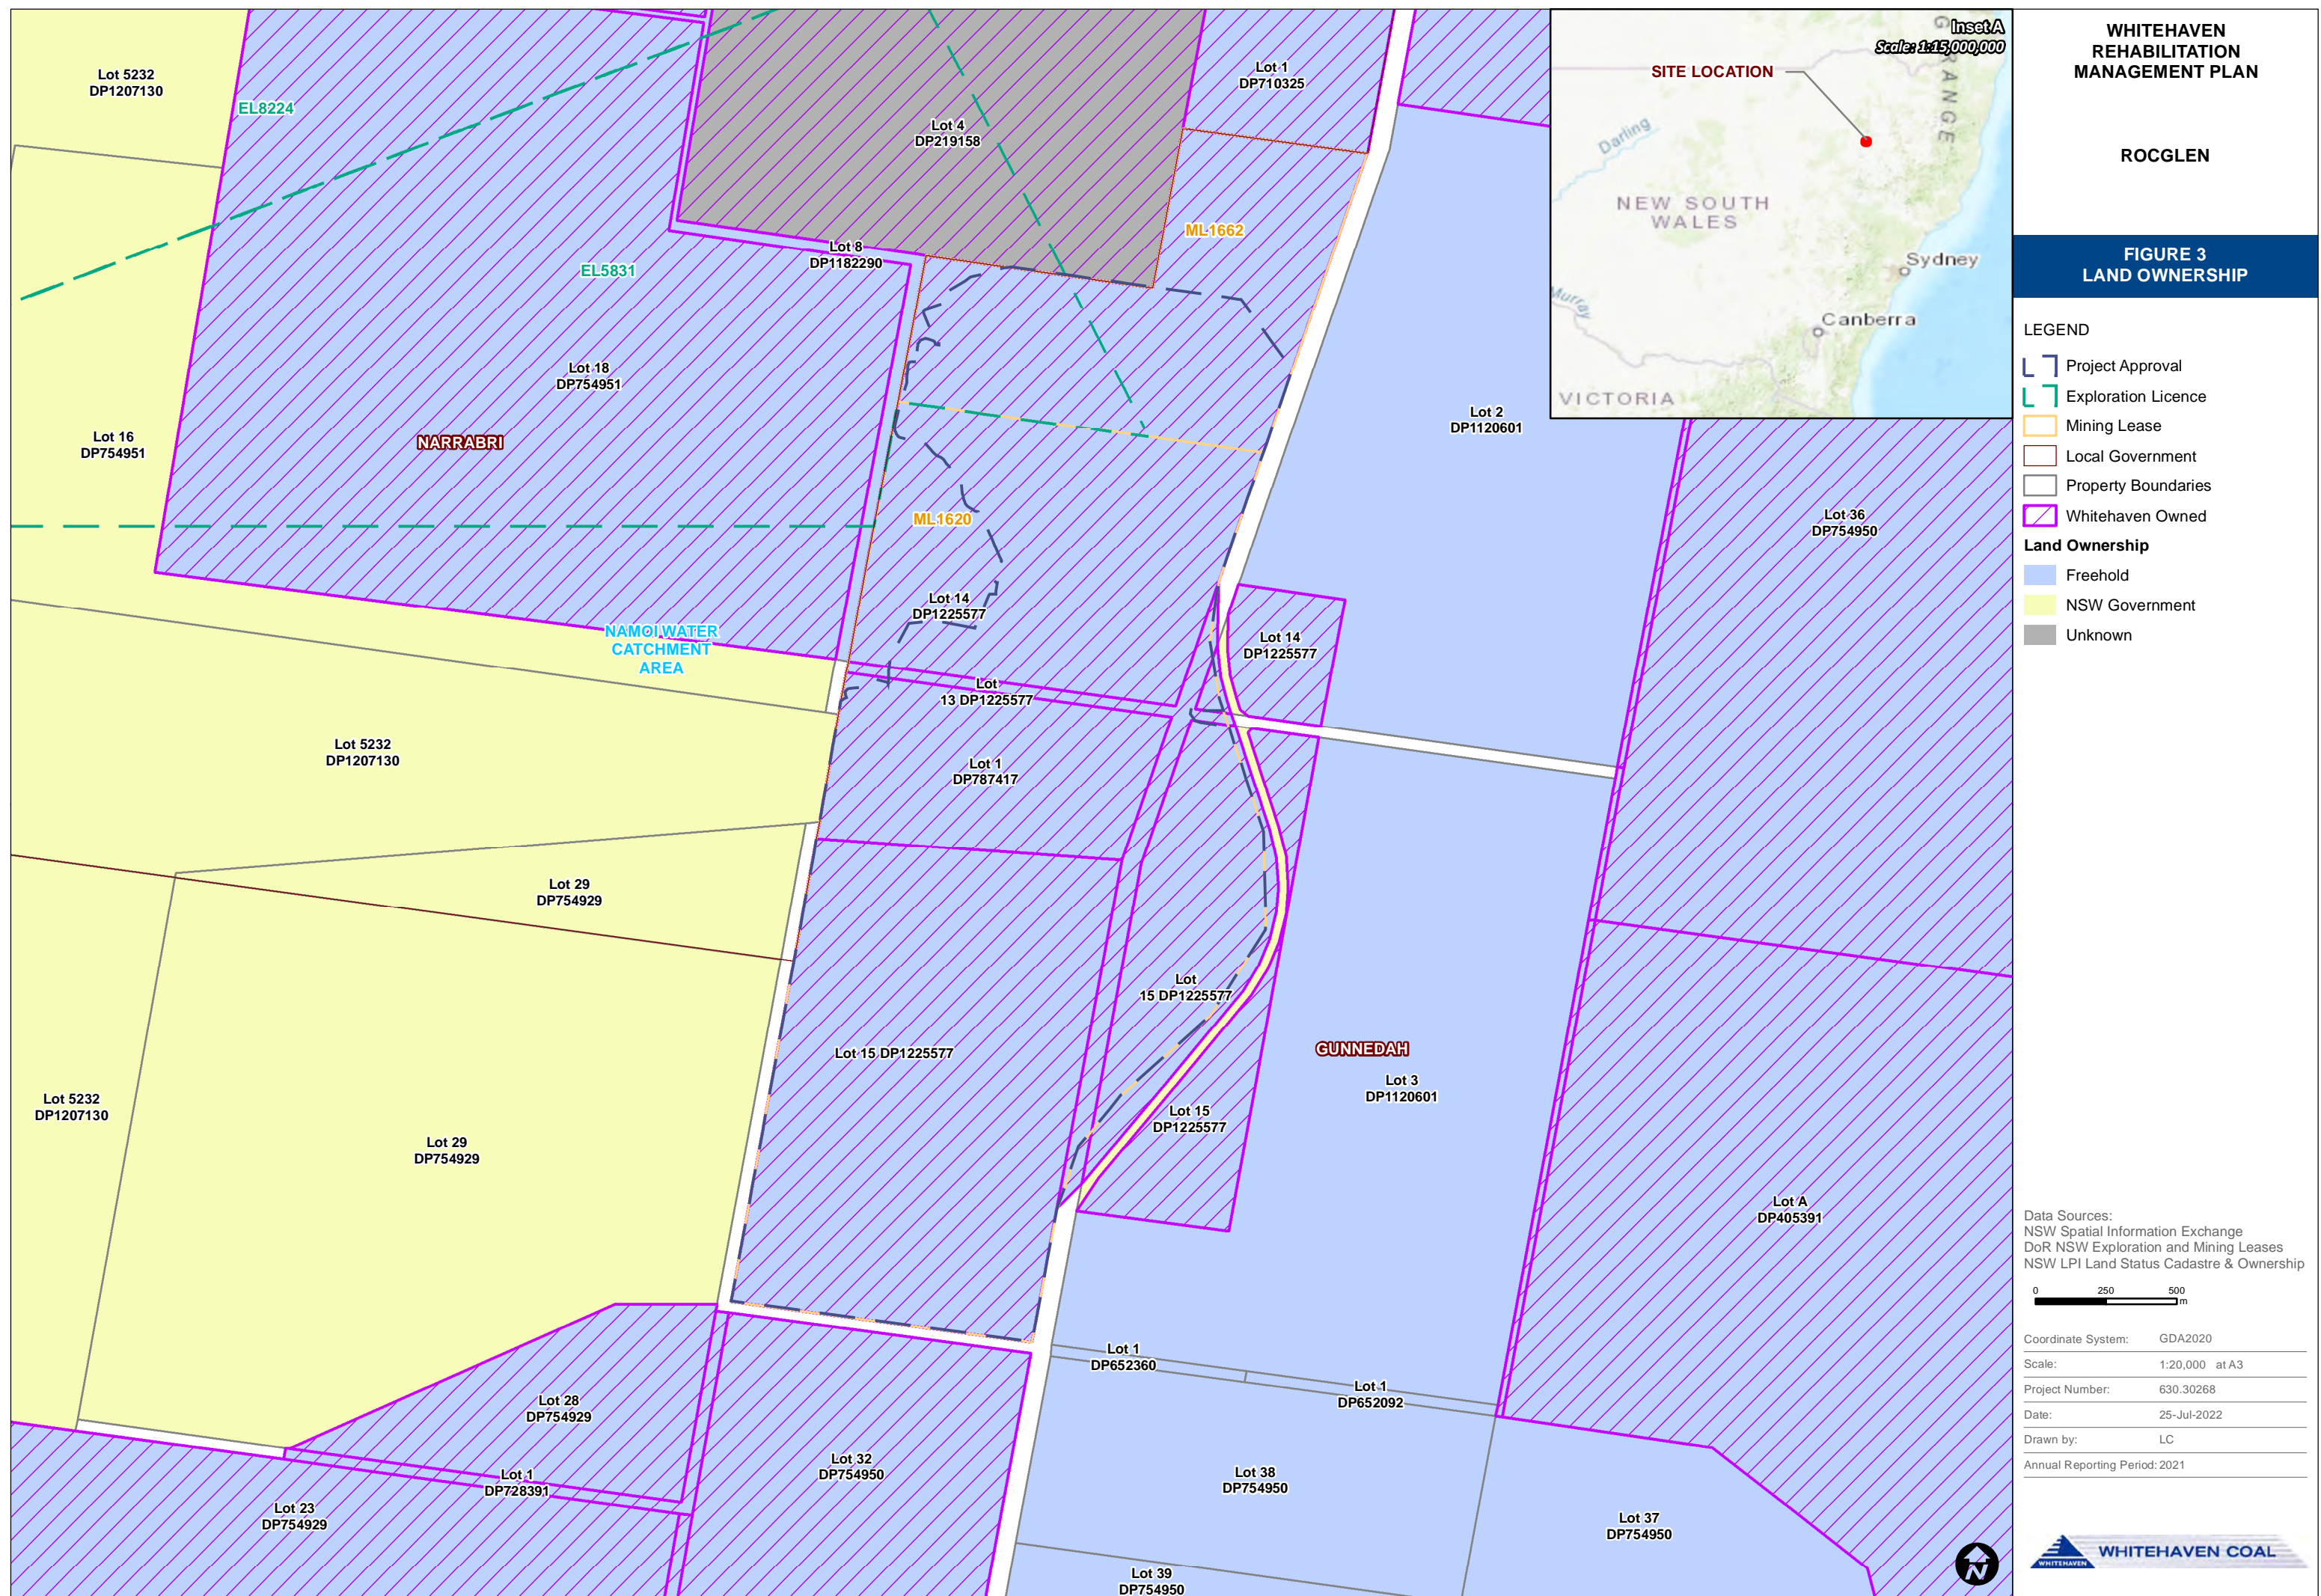 Lot 5232
DP1207130
EL8224
Lot 4
DP219158
Lot 1
DP710325
ML1662
Lot 8
DP1182290
EL5831
Lot 18
DP754951
Lot 16
DP754951
NARRABRI
Lot 2
DP1120601
Lot 36
DP754950
ML1620
Lot 14
DP1225577
Lot 14
DP1225577
NAMOI WATER
CATCHMENT
AREA
Lot
13 DP1225577
Lot 5232
DP1207130
Lot 1
DP787417
Lot 29
DP754929
Lot
15 DP1225577
Lot 15 DP1225577
GUNNEDAH
Lot 3
DP1120601
Lot 5232
DP1207130
Lot 15
DP1225577
Lot 29
DP754929
Lot A
DP405391
Lot 1
DP652360
Lot 1
DP652092
Lot 28
DP754929
Lot 32
DP754950
Lot 1
DP728391
Lot 23
DP754929
Lot 38
DP754950
Lot 37
DP754950
Lot 39
DP754950
N
Inset A
Scale: 1:15,000,000
SITE LOCATION
G
RANGE
Darling
NEW SOUTH
WALES
Sydney
Murray
Canberra
VICTORIA
WHITEHAVEN
REHABILITATION
MANAGEMENT PLAN
ROCGLEN
FIGURE 3
LAND OWNERSHIP
LEGEND
Project Approval
Exploration Licence
Mining Lease
Local Government
Property Boundaries
Whitehaven Owned
Land Ownership
Freehold
NSW Government
Unknown
Data Sources:
NSW Spatial Information Exchange
DoR NSW Exploration and Mining Leases
NSW LPI Land Status Cadastre & Ownership
0 250 500
m
Coordinate System: GDA2020
Scale: 1:20,000 at A3
Project Number: 630.30268
Date: 25-Jul-2022
Drawn by: LC
Annual Reporting Period: 2021
WHITEHAVEN
WHITEHAVEN COAL